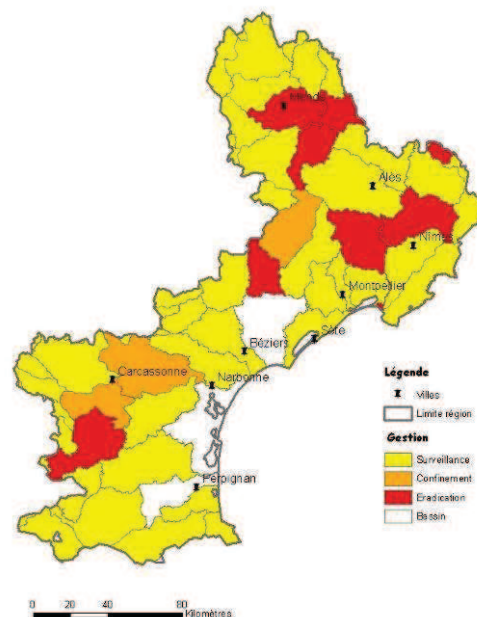 Mende
Alès
Nîmes
Montpellier
Sète
Béziers
Carcassonne
Narbonne
Perpignan
Légende
Villes
Limite région
Gestion
Surveillance
Confinement
Eradication
Bassin
0 20 40 80
Kilomètres